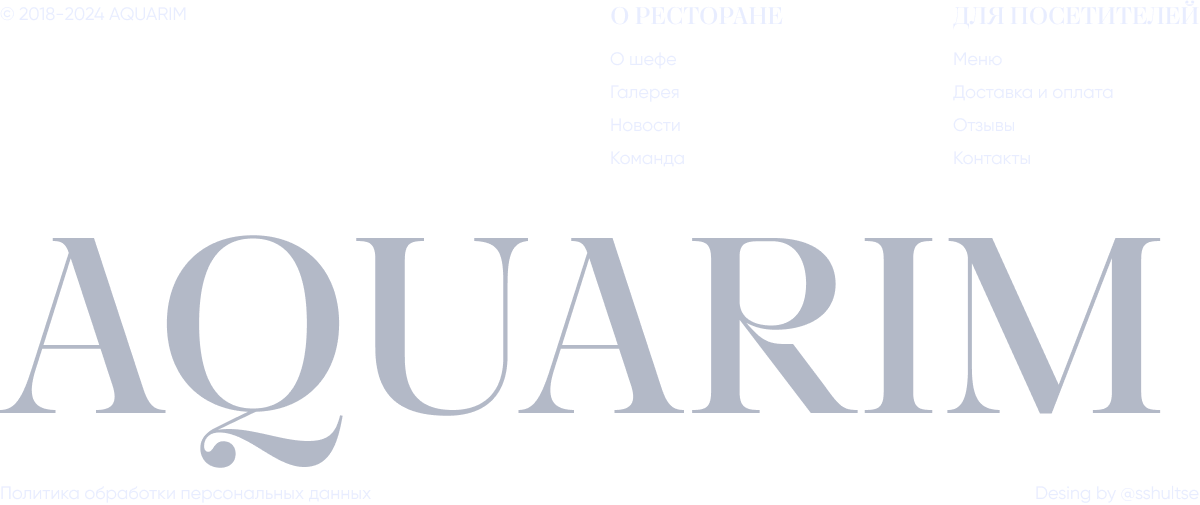 © 2018-2024 AQUARIM
О РЕСТОРАНЕ
О шефе
Галерея
Новости
Команда
ДЛЯ ПОСЕТИТЕЛЕЙ
Меню
Доставка и оплата
Отзывы
Контакты
AQUARIM
Политика обработки персональных данных
Desing by @sshultse